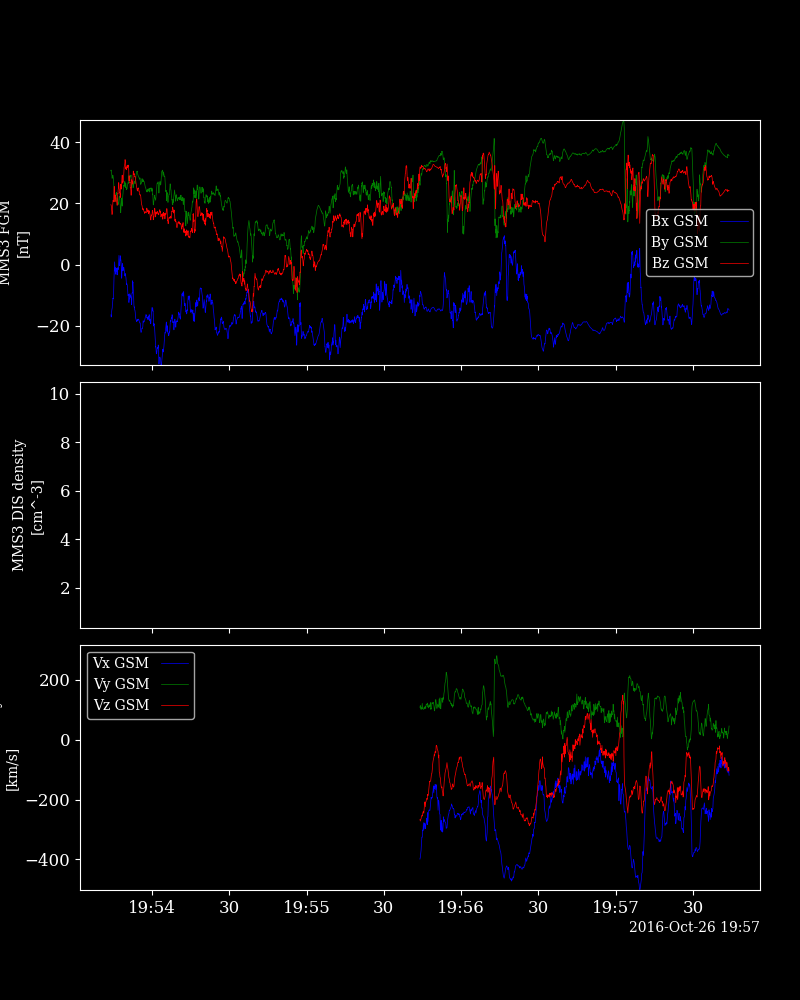 40
20
0
−20
MMS3 FGM
[nT]
Bx GSM
By GSM
Bz GSM
10
8
6
4
2
MMS3 DIS density
[cm^-3]
200
0
−200
−400
[km/s]
Vx GSM
Vy GSM
Vz GSM
19:54 30 19:55 30 19:56 30 19:57 30
2016-Oct-26 19:57